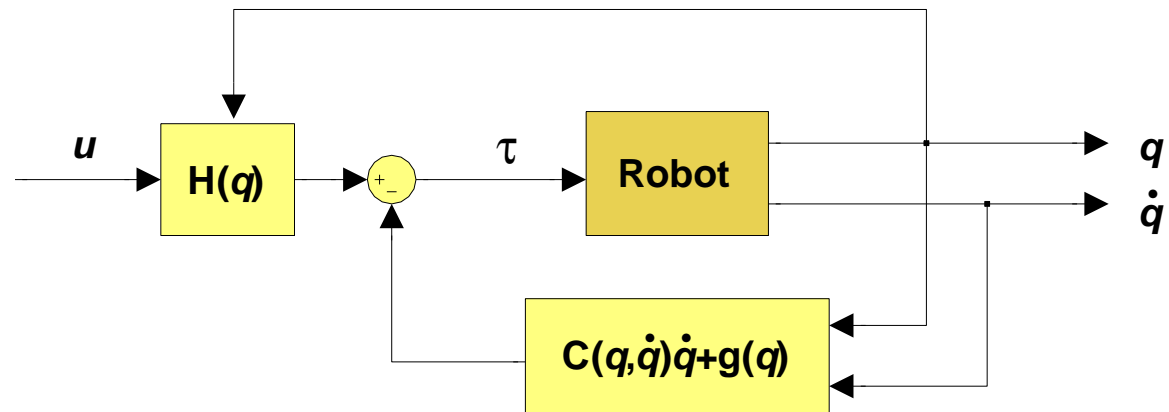 u
H(q)
+
_
τ
Robot
q
q̇
C(q,q̇)q̇+g(q)